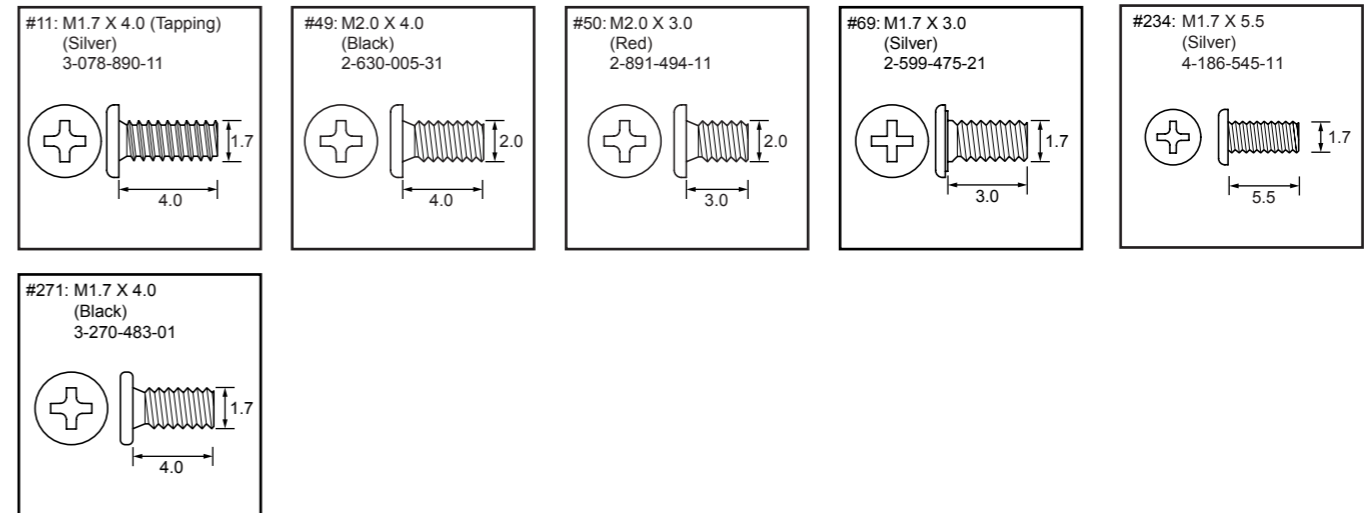 #11: M1.7 X 4.0 (Tapping)
(Silver)
3-078-890-11
1.7
4.0
#49: M2.0 X 4.0
(Black)
2-630-005-31
2.0
4.0
#50: M2.0 X 3.0
(Red)
2-891-494-11
2.0
3.0
#69: M1.7 X 3.0
(Silver)
2-599-475-21
1.7
3.0
#234: M1.7 X 5.5
(Silver)
4-186-545-11
1.7
5.5
#271: M1.7 X 4.0
(Black)
3-270-483-01
1.7
4.0